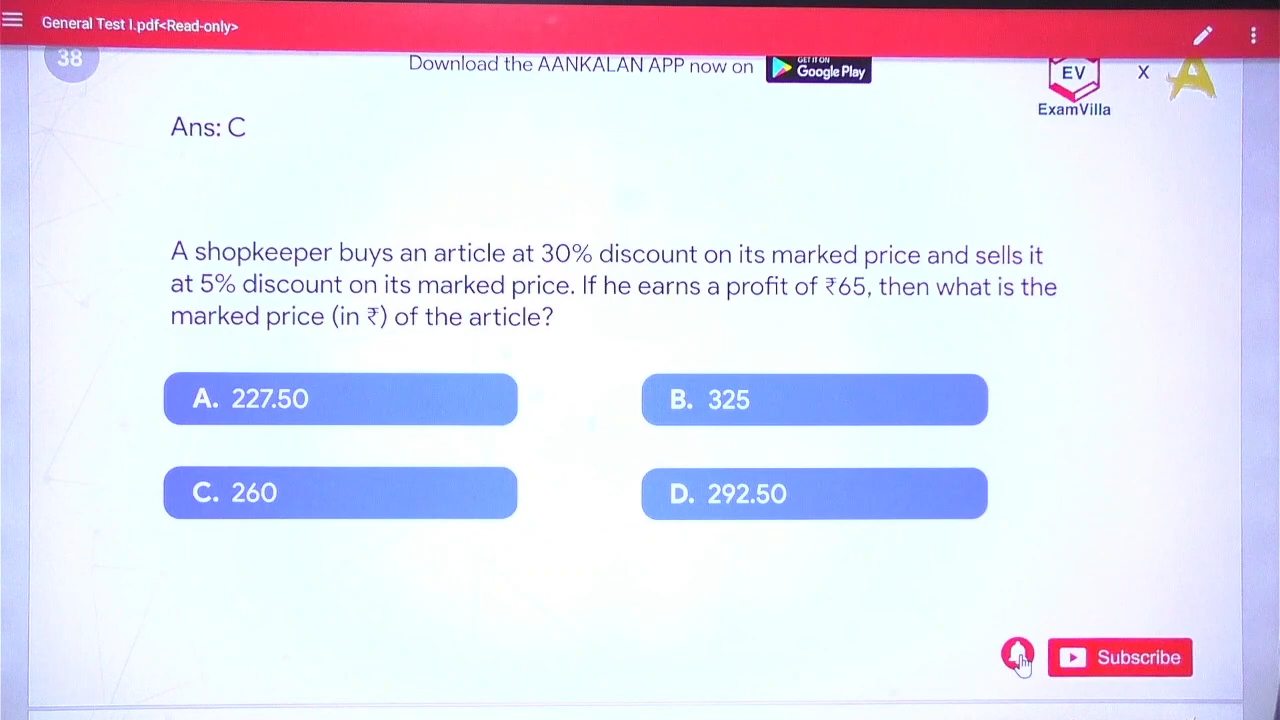 General Test I.pdf<Read-only>
38
Download the AANKALAN APP now on
GET IT ON
Google Play
EV
X
A
ExamVilla
Ans: C
A shopkeeper buys an article at 30% discount on its marked price and sells it
at 5% discount on its marked price. If he earns a profit of ₹65, then what is the
marked price (in ₹) of the article?
A. 227.50
B. 325
C. 260
D. 292.50
Subscribe